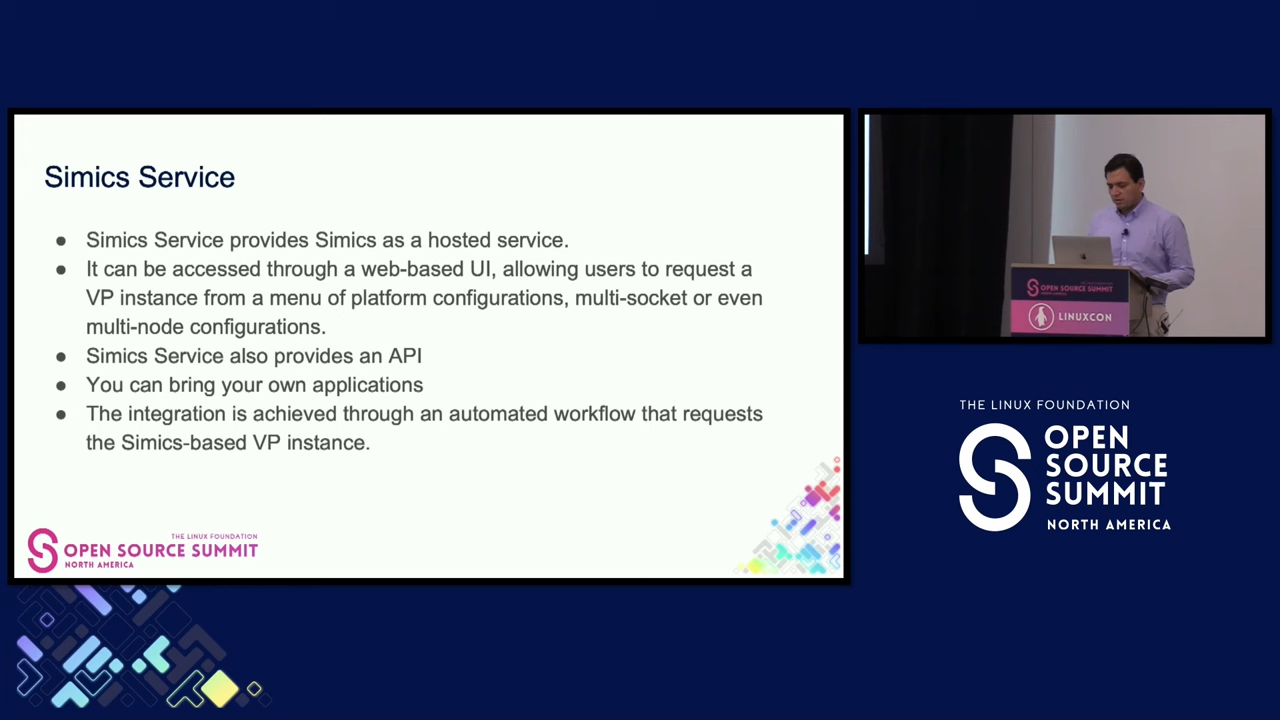 Simics Service
● Simics Service provides Simics as a hosted service.
● It can be accessed through a web-based UI, allowing users to request a
VP instance from a menu of platform configurations, multi-socket or even
multi-node configurations.
● Simics Service also provides an API
● You can bring your own applications
● The integration is achieved through an automated workflow that requests
the Simics-based VP instance.
THE LINUX FOUNDATION
OPEN SOURCE SUMMIT
NORTH AMERICA
OPEN SOURCE SUMMIT
NORTH AMERICA
LINUXCON
THE LINUX FOUNDATION
OPEN
SOURCE
SUMMIT
NORTH AMERICA